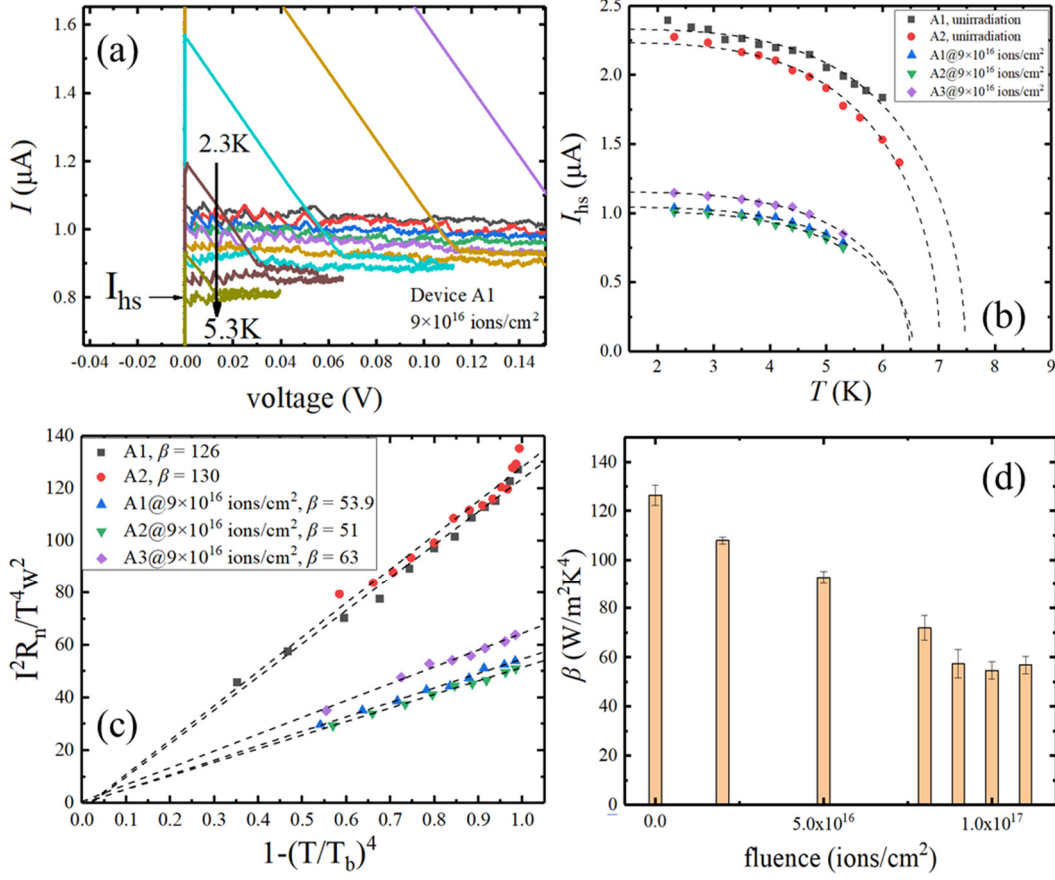 (a)
1.6
1.4
1.2
1.0
0.8
I (μA)
2.3K
I_hs
5.3K
Device A1
9×10^16 ions/cm^2
-0.04 -0.02 0.00 0.02 0.04 0.06 0.08 0.10 0.12 0.14
voltage (V)
2.5
2.0
1.5
1.0
0.5
0.0
I_hs (μA)
A1, unirradiation
A2, unirradiation
A1@9×10^16 ions/cm^2
A2@9×10^16 ions/cm^2
A3@9×10^16 ions/cm^2
(b)
2 3 4 5 6 7 8 9
T (K)
140
120
100
80
60
40
20
0
I^2R_n/T^4w^2
A1, β = 126
A2, β = 130
A1@9×10^16 ions/cm^2, β = 53.9
A2@9×10^16 ions/cm^2, β = 51
A3@9×10^16 ions/cm^2, β = 63
(c)
0.0 0.1 0.2 0.3 0.4 0.5 0.6 0.7 0.8 0.9 1.0
1-(T/T_b)^4
(d)
140
120
100
80
60
40
20
0
β (W/m^2K^4)
0.0 5.0x10^16 1.0x10^17
fluence (ions/cm^2)